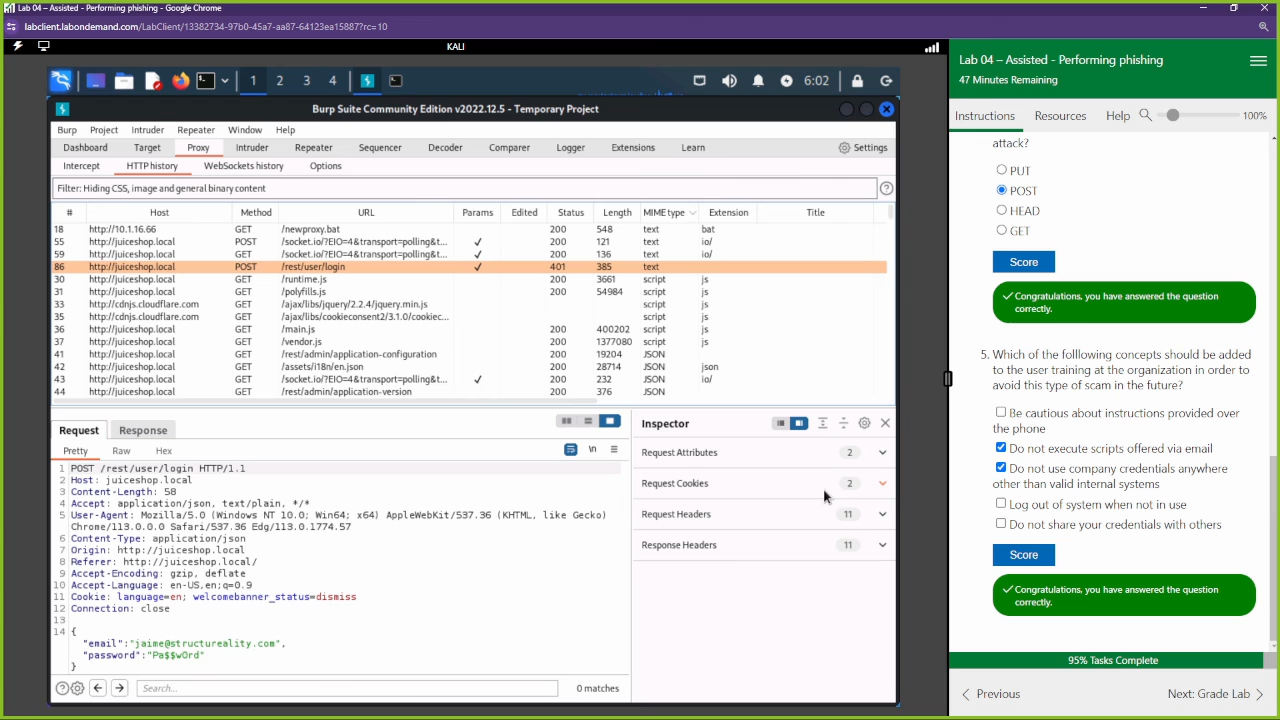 Lab 04 – Assisted - Performing phishing - Google Chrome
labclient.labondemand.com/LabClient/13382734-97b0-45a7-aa87-64123ea15887?rc=10
KALI
1 2 3 4 6:02
Burp Suite Community Edition v2022.12.5 - Temporary Project
Burp Project Intruder Repeater Window Help
Dashboard Target Proxy Intruder Repeater Sequencer Decoder Comparer Logger Extensions Learn Settings
Intercept HTTP history WebSockets history Options
Filter: Hiding CSS, image and general binary content
# Host Method URL Params Edited Status Length MIME type Extension Title
18 http://10.1.16.66 GET /newproxy.bat 200 548 text bat
55 http://juiceshop.local POST /socket.io/?EIO=4&transport=polling&t... ✓ 200 121 text io/
59 http://juiceshop.local GET /socket.io/?EIO=4&transport=polling&t... ✓ 200 136 text io/
86 http://juiceshop.local POST /rest/user/login ✓ 401 385 text
30 http://juiceshop.local GET /runtime.js 200 3661 script js
31 http://juiceshop.local GET /polyfills.js 200 54984 script js
33 http://cdnjs.cloudflare.com GET /ajax/libs/jquery/2.2.4/jquery.min.js script js
35 http://cdnjs.cloudflare.com GET /ajax/libs/cookieconsent2/3.1.0/cookiec... script js
36 http://juiceshop.local GET /main.js 200 400202 script js
37 http://juiceshop.local GET /vendor.js 200 1377080 script js
41 http://juiceshop.local GET /rest/admin/application-configuration 200 19204 JSON
42 http://juiceshop.local GET /assets/i18n/en.json 200 28714 JSON json
43 http://juiceshop.local GET /socket.io/?EIO=4&transport=polling&t... ✓ 200 232 JSON io/
44 http://juiceshop.local GET /rest/admin/application-version 200 376 JSON
Request Response
Pretty Raw Hex \n
1 POST /rest/user/login HTTP/1.1
2 Host: juiceshop.local
3 Content-Length: 58
4 Accept: application/json, text/plain, */*
5 User-Agent: Mozilla/5.0 (Windows NT 10.0; Win64; x64) AppleWebKit/537.36 (KHTML, like Gecko)
Chrome/113.0.0.0 Safari/537.36 Edg/113.0.1774.57
6 Content-Type: application/json
7 Origin: http://juiceshop.local
8 Referer: http://juiceshop.local/
9 Accept-Encoding: gzip, deflate
10 Accept-Language: en-US,en;q=0.9
11 Cookie: language=en; welcomebanner_status=dismiss
12 Connection: close
13
14 {
"email":"jaime@structureality.com",
"password":"Pa$$w0rd"
}
Search... 0 matches
Inspector
Request Attributes 2
Request Cookies 2
Request Headers 11
Response Headers 11
Lab 04 – Assisted - Performing phishing
47 Minutes Remaining
Instructions Resources Help 100%
attack?
PUT
POST
HEAD
GET
Score
✓Congratulations, you have answered the question
correctly.
5. Which of the folllowing concepts should be added
to the user training at the organization in order to
avoid this type of scam in the future?
Be cautious about instructions provided over
the phone
Do not execute scripts offered via email
Do not use company credentials anywhere
other than valid internal systems
Log out of system when not in use
Do not share your credentials with others
Score
✓Congratulations, you have answered the question
correctly.
95% Tasks Complete
Previous Next: Grade Lab